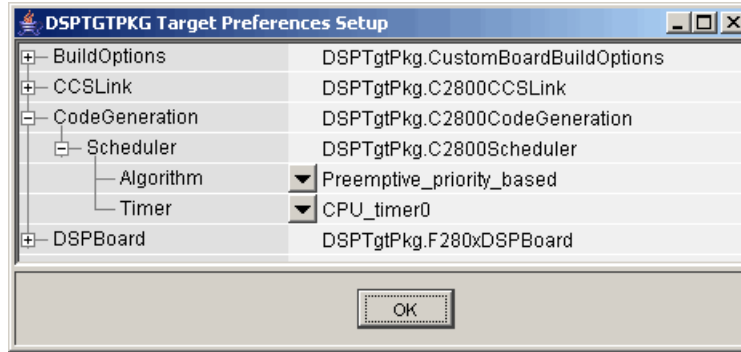 DSPTGTPKG Target Preferences Setup
BuildOptions DSPTgtPkg.CustomBoardBuildOptions
CCSLink DSPTgtPkg.C2800CCSLink
CodeGeneration DSPTgtPkg.C2800CodeGeneration
Scheduler DSPTgtPkg.C2800Scheduler
Algorithm Preemptive_priority_based
Timer CPU_timer0
DSPBoard DSPTgtPkg.F280xDSPBoard
OK